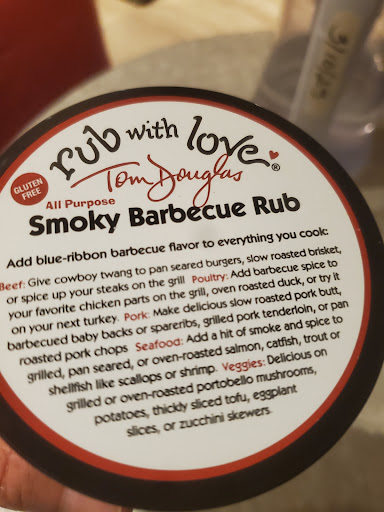 rub with love®
Tom Douglas
GLUTEN
FREE
All Purpose
Smoky Barbecue Rub
Add blue-ribbon barbecue flavor to everything you cook:
Beef: Give cowboy twang to pan seared burgers, slow roasted brisket,
or spice up your steaks on the grill Poultry: Add barbecue spice to
your favorite chicken parts on the grill, oven roasted duck, or try it
on your next turkey. Pork: Make delicious slow roasted pork butt,
barbecued baby backs or spareribs, grilled pork tenderloin, or pan
roasted pork chops Seafood: Add a hit of smoke and spice to
grilled, pan seared, or oven-roasted salmon, catfish, trout or
shellfish like scallops or shrimp. Veggies: Delicious on
grilled or oven-roasted portobello mushrooms,
potatoes, thickly sliced tofu, eggplant
slices, or zucchini skewers.